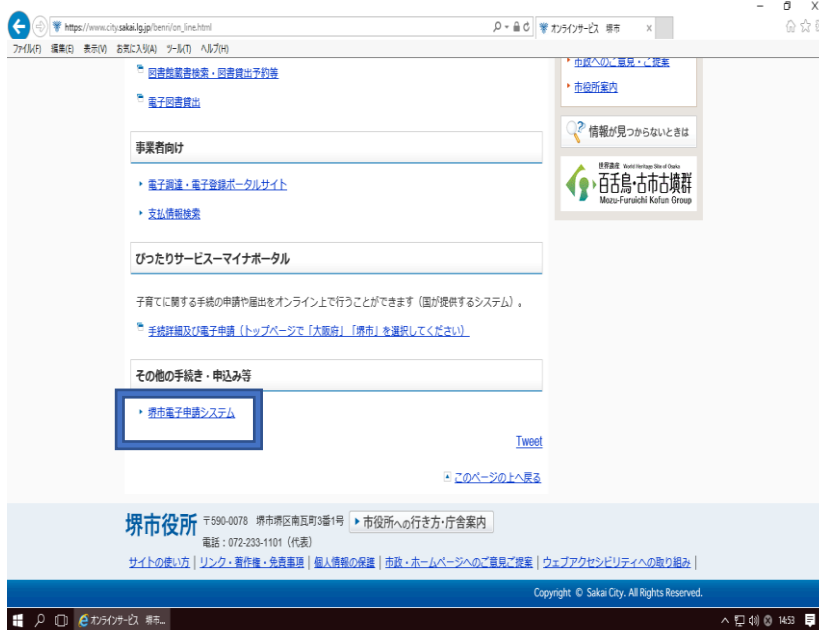 https://www.city.sakai.lg.jp/benri/on_line.html
オンラインサービス 堺市
ファイル(F) 編集(E) 表示(V) お気に入り(A) ツール(T) ヘルプ(H)
図書館蔵書検索・図書貸出予約等
電子図書貸出
事業者向け
電子調達・電子登録ポータルサイト
支払情報検索
ぴったりサービスーマイナポータル
子育てに関する手続の申請や届出をオンライン上で行うことができます（国が提供するシステム）。
手続詳細及び電子申請（トップページで「大阪府」「堺市」を選択してください）
その他の手続き・申込み等
堺市電子申請システム
Tweet
このページの上へ戻る
市政へのご意見・ご提案
市役所案内
情報が見つからないときは
世界遺産 World Heritage Site of Osaka
百舌鳥・古市古墳群
Mozu-Furuichi Kofun Group
堺市役所
〒590-0078 堺市堺区南瓦町3番1号
市役所への行き方・庁舎案内
電話：072-233-1101（代表）
サイトの使い方 | リンク・著作権・免責事項 | 個人情報の保護 | 市政・ホームページへのご意見ご提案 | ウェブアクセシビリティへの取り組み |
Copyright © Sakai City. All Rights Reserved.
オンラインサービス 堺市...
14:53